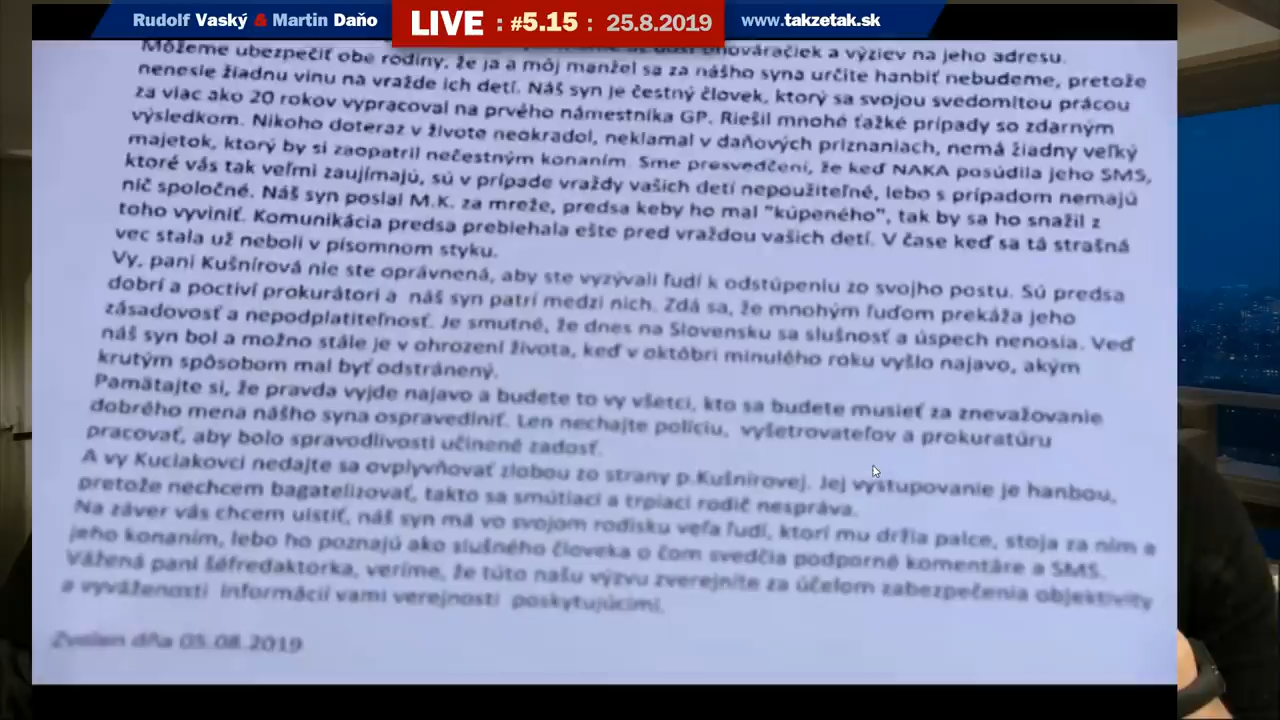 Rudolf Vaský & Martin Daňo
LIVE : #5.15 : 25.8.2019
www.takzetak.sk
ohováračiek a výziev na jeho adresu.
Môžeme ubezpečiť obe rodiny, že ja a môj manžel sa za nášho syna určite hanbiť nebudeme, pretože
nenesie žiadnu vinu na vražde ich detí. Náš syn je čestný človek, ktorý sa svojou svedomitou prácou
za viac ako 20 rokov vypracoval na prvého námestníka GP. Riešil mnohé ťažké prípady so zdarným
výsledkom. Nikoho doteraz v živote neokradol, neklamal v daňových priznaniach, nemá žiadny veľký
majetok, ktorý by si zaopatril nečestným konaním. Sme presvedčení, že keď NAKA posúdila jeho SMS,
ktoré vás tak veľmi zaujímajú, sú v prípade vraždy vašich detí nepoužiteľné, lebo s prípadom nemajú
nič spoločné. Náš syn poslal M.K. za mreže, predsa keby ho mal "kúpeného", tak by sa ho snažil z
toho vyviniť. Komunikácia predsa prebiehala ešte pred vraždou vašich detí. V čase keď sa tá strašná
vec stala už neboli v písomnom styku.
Vy, pani Kušnírová nie ste oprávnená, aby ste vyzývali ľudí k odstúpeniu zo svojho postu. Sú predsa
dobrí a poctiví prokurátori a náš syn patrí medzi nich. Zdá sa, že mnohým ľuďom prekáža jeho
zásadovosť a nepodplatiteľnosť. Je smutné, že dnes na Slovensku sa slušnosť a úspech nenosia. Veď
náš syn bol a možno stále je v ohrození života, keď v októbri minulého roku vyšlo najavo, akým
krutým spôsobom mal byť odstránený.
Pamätajte si, že pravda vyjde najavo a budete to vy všetci, kto sa budete musieť za znevažovanie
dobrého mena nášho syna ospravedlniť. Len nechajte políciu, vyšetrovateľov a prokuratúru
pracovať, aby bolo spravodlivosti učinené zadosť.
A vy Kuciakovci nedajte sa ovplyvňovať zlobou zo strany p.Kušnírovej. Jej vystupovanie je hanbou,
pretože nechcem bagatelizovať, takto sa smútiaci a trpiaci rodič nespráva.
Na záver vás chcem uistiť, náš syn má vo svojom rodisku veľa ľudí, ktorí mu držia palce, stoja za ním a
jeho konaním, lebo ho poznajú ako slušného človeka o čom svedčia podporné komentáre a SMS.
Vážená pani šéfredaktorka, veríme, že túto našu výzvu zverejníte za účelom zabezpečenia objektivity
a vyváženosti informácií vami verejnosti poskytujúcimi.
Zvolen dňa 05.08.2019